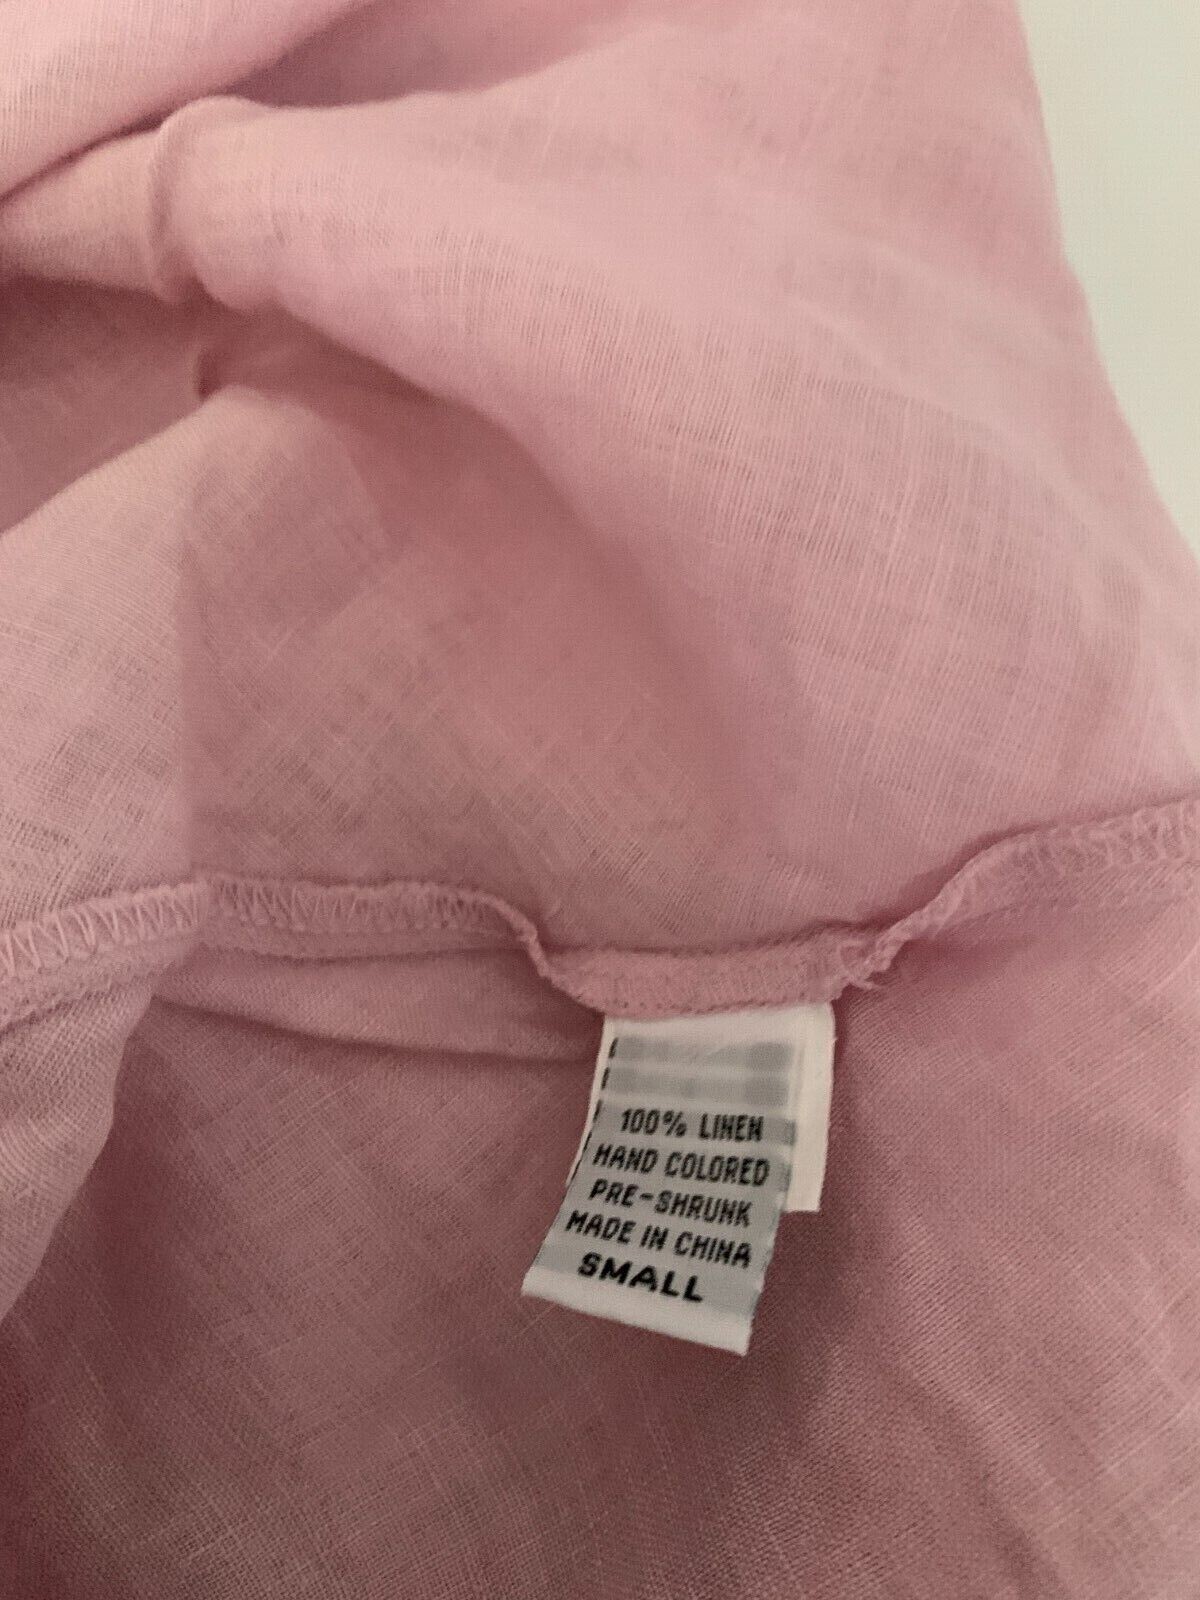 100% LINEN
HAND COLORED
PRE-SHRUNK
MADE IN CHINA
SMALL